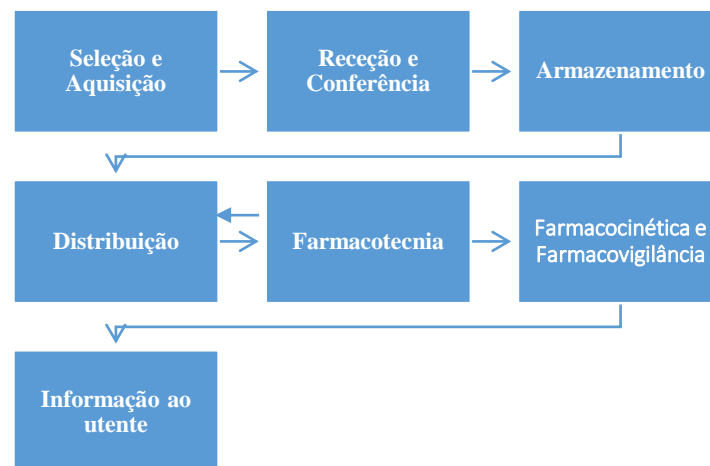 Seleção e
Aquisição
Receção e
Conferência
Armazenamento
Distribuição
Farmacotecnia
Farmacocinética e
Farmacovigilância
Informação ao
utente